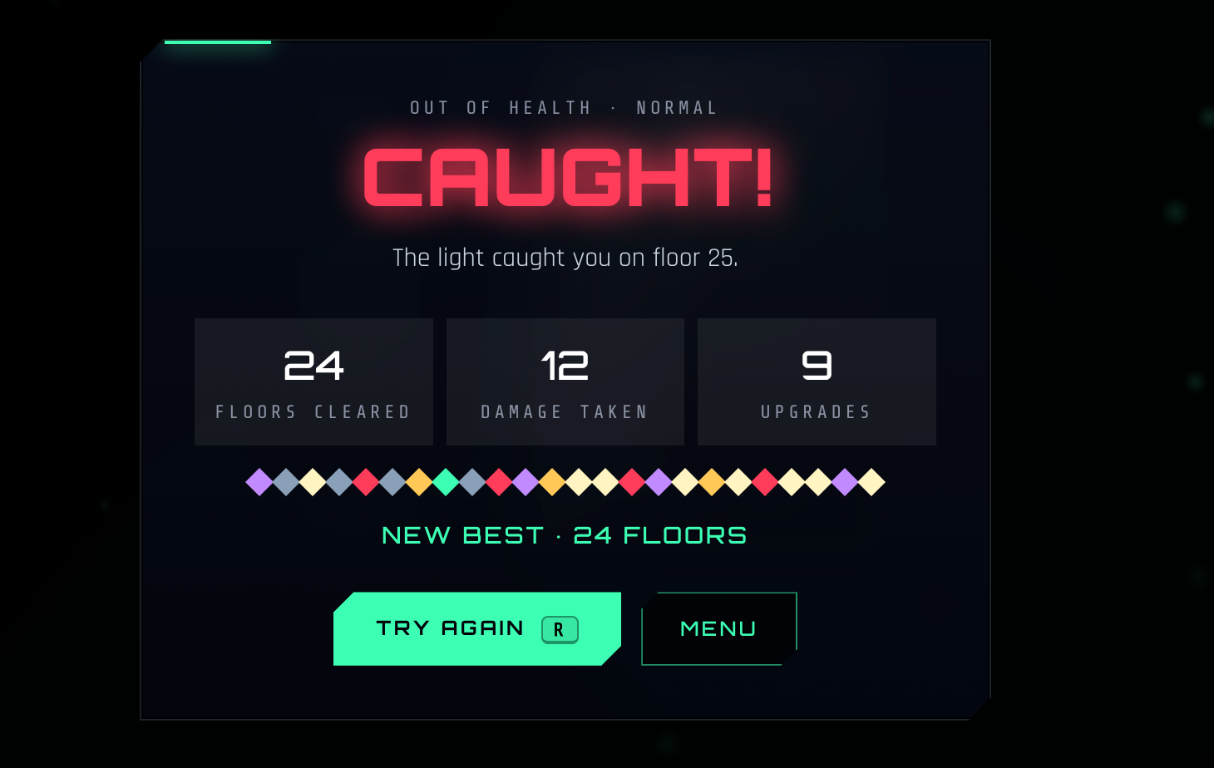 OUT OF HEALTH · NORMAL
CAUGHT!
The light caught you on floor 25.
24
FLOORS CLEARED
12
DAMAGE TAKEN
9
UPGRADES
NEW BEST · 24 FLOORS
TRY AGAIN R
MENU